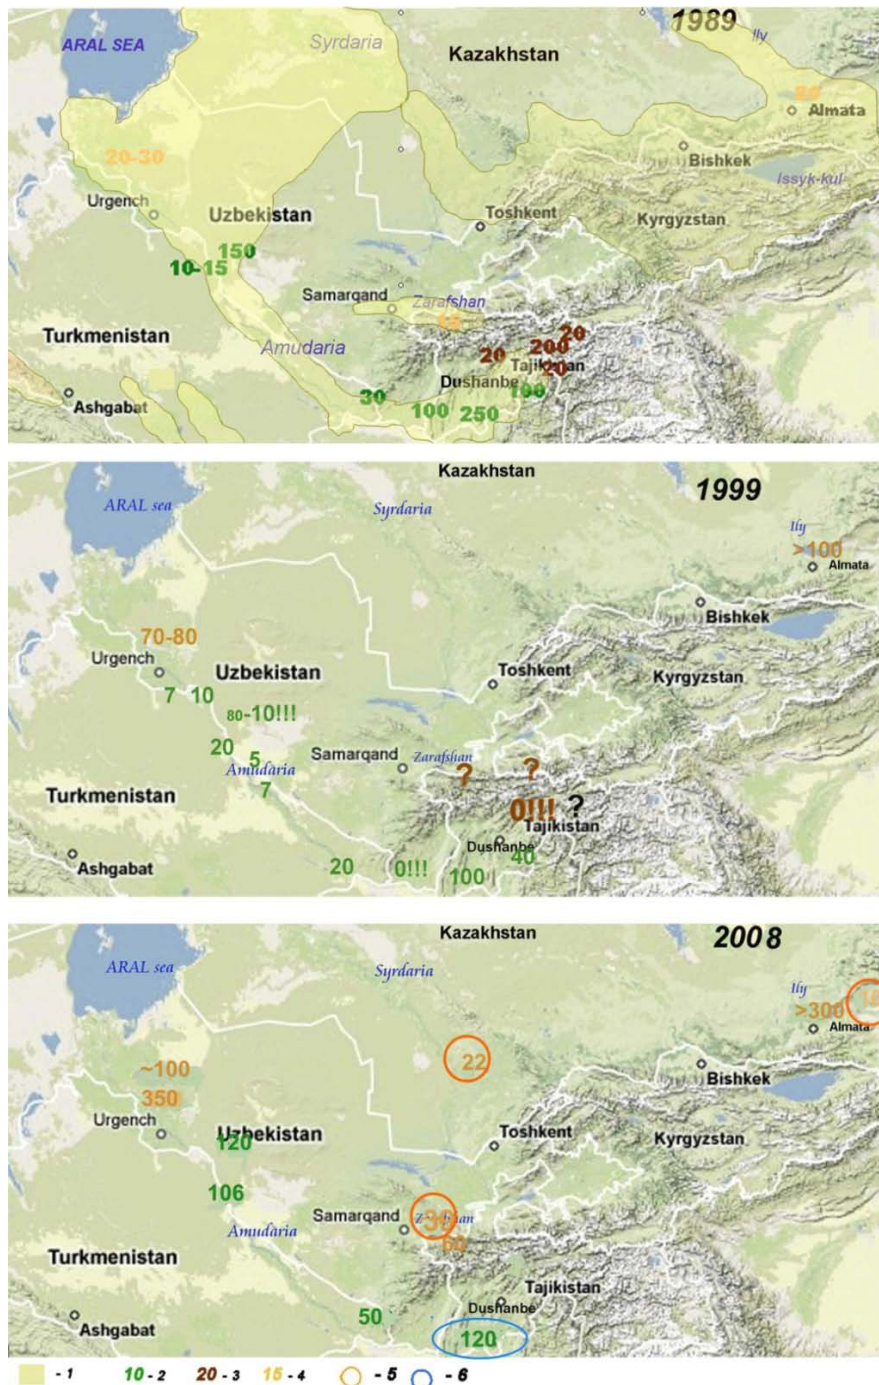 1989
ARAL SEA
Syrdaria
Kazakhstan
Ily
Almata
20-30
Bishkek
Issyk-kul
Urgench
Uzbekistan
Toshkent
Kyrgyzstan
150
10-15
Samarqand
Zarafshan
Turkmenistan
Amudaria
20
200
20
Tajikistan
20
Dushanbe
Ashgabat
30
100
250
100
Kazakhstan
1999
ARAL sea
Syrdaria
Ily
>100
Almata
Bishkek
70-80
Urgench
Uzbekistan
Toshkent
Kyrgyzstan
7
10
80-10!!!
20
5
Samarqand
Zarafshan
Amudaria
?
?
7
Turkmenistan
0!!!
?
Tajikistan
Dushanbe
Ashgabat
20
0!!!
100
40
Kazakhstan
2008
ARAL sea
Syrdaria
Ily
>300
Almata
22
~100
350
Bishkek
Urgench
Uzbekistan
120
Toshkent
Kyrgyzstan
106
Samarqand
Amudaria
Turkmenistan
Tajikistan
50
Dushanbe
Ashgabat
120
- 1
10 - 2
20 - 3
15 - 4
- 5
- 6